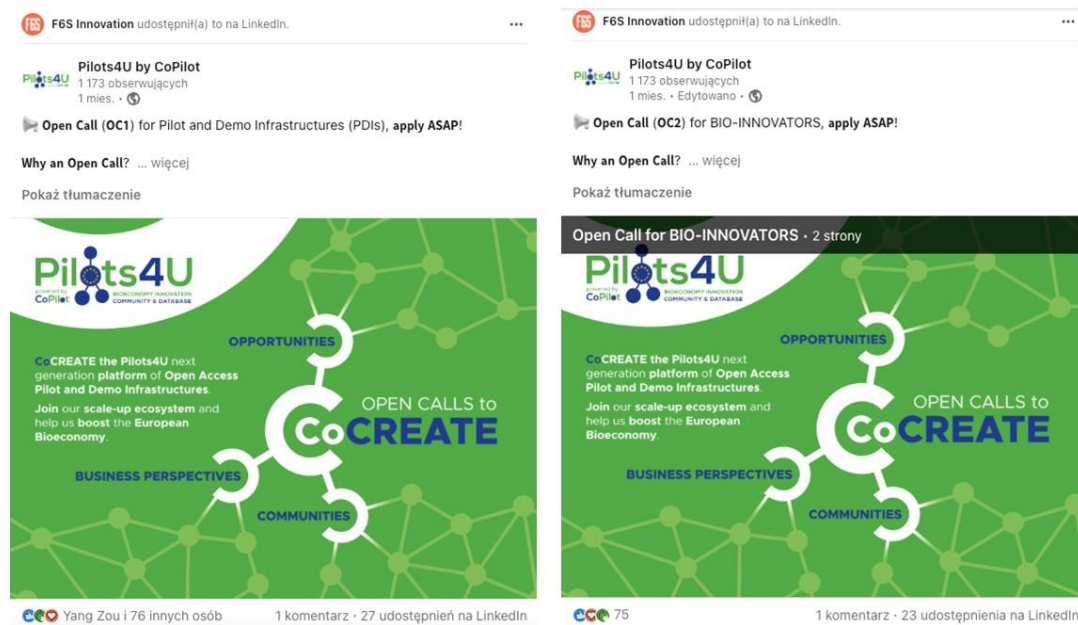 F6S F6S Innovation udostępnił(a) to na LinkedIn.
Pilots4U Pilots4U by CoPilot
1 173 obserwujących
1 mies.
Open Call (OC1) for Pilot and Demo Infrastructures (PDIs), apply ASAP!
Why an Open Call? ... więcej
Pokaż tłumaczenie
Pilots4U
powered by
CoPilot
BIOECONOMY INNOVATION
COMMUNITY & DATABASE
OPPORTUNITIES
CoCREATE the Pilots4U next
generation platform of Open Access
Pilot and Demo Infrastructures.
Join our scale-up ecosystem and
help us boost the European
Bioeconomy.
OPEN CALLS to
CoCREATE
BUSINESS PERSPECTIVES
COMMUNITIES
Yang Zou i 76 innych osób
1 komentarz • 27 udostępnień na LinkedIn
F6S F6S Innovation udostępnił(a) to na LinkedIn.
Pilots4U Pilots4U by CoPilot
1 173 obserwujących
1 mies. • Edytowano •
Open Call (OC2) for BIO-INNOVATORS, apply ASAP!
Why an Open Call? ... więcej
Pokaż tłumaczenie
Open Call for BIO-INNOVATORS • 2 strony
Pilots4U
powered by
CoPilot
BIOECONOMY INNOVATION
COMMUNITY & DATABASE
OPPORTUNITIES
CoCREATE the Pilots4U next
generation platform of Open Access
Pilot and Demo Infrastructures.
Join our scale-up ecosystem and
help us boost the European
Bioeconomy.
OPEN CALLS to
CoCREATE
BUSINESS PERSPECTIVES
COMMUNITIES
75
1 komentarz • 23 udostępnienia na LinkedIn